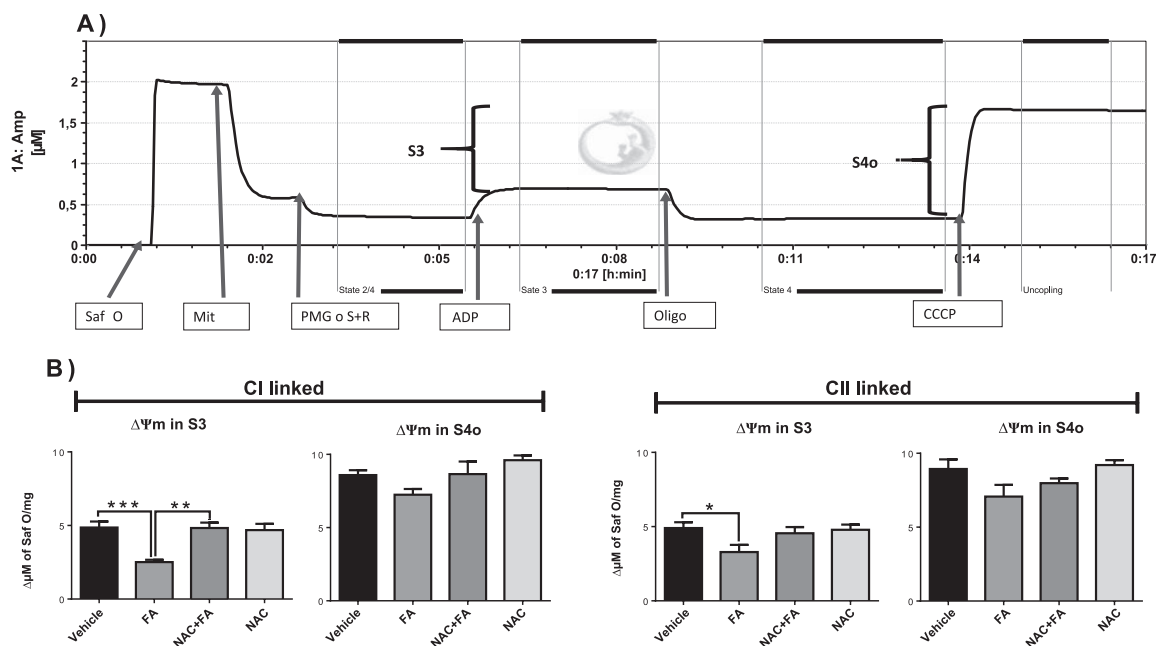 A )
1A: Amp
[µM]
2
1,5
1
0,5
0
S3
S4o
0:00
0:02
0:05
0:08
0:11
0:14
0:17
0:17 [h:min]
State 2/4
Sate 3
State 4
Uncopling
Saf O
Mit
PMG o S+R
ADP
Oligo
CCCP
B )
CI linked
CII linked
ΔΨm in S3
ΔΨm in S4o
ΔΨm in S3
ΔΨm in S4o
ΔµM of Saf O/mg
10
5
0
***
**
Vehicle
FA
NAC+FA
NAC
10
5
0
Vehicle
FA
NAC+FA
NAC
ΔµM of Saf O/mg
10
5
0
*
Vehicle
FA
NAC+FA
NAC
10
5
0
Vehicle
FA
NAC+FA
NAC